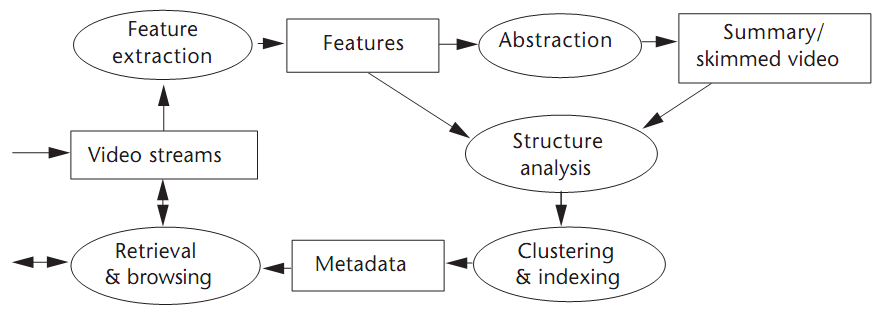 Feature
extraction
Features
Abstraction
Summary/
skimmed video
Video streams
Structure
analysis
Retrieval
& browsing
Metadata
Clustering
& indexing